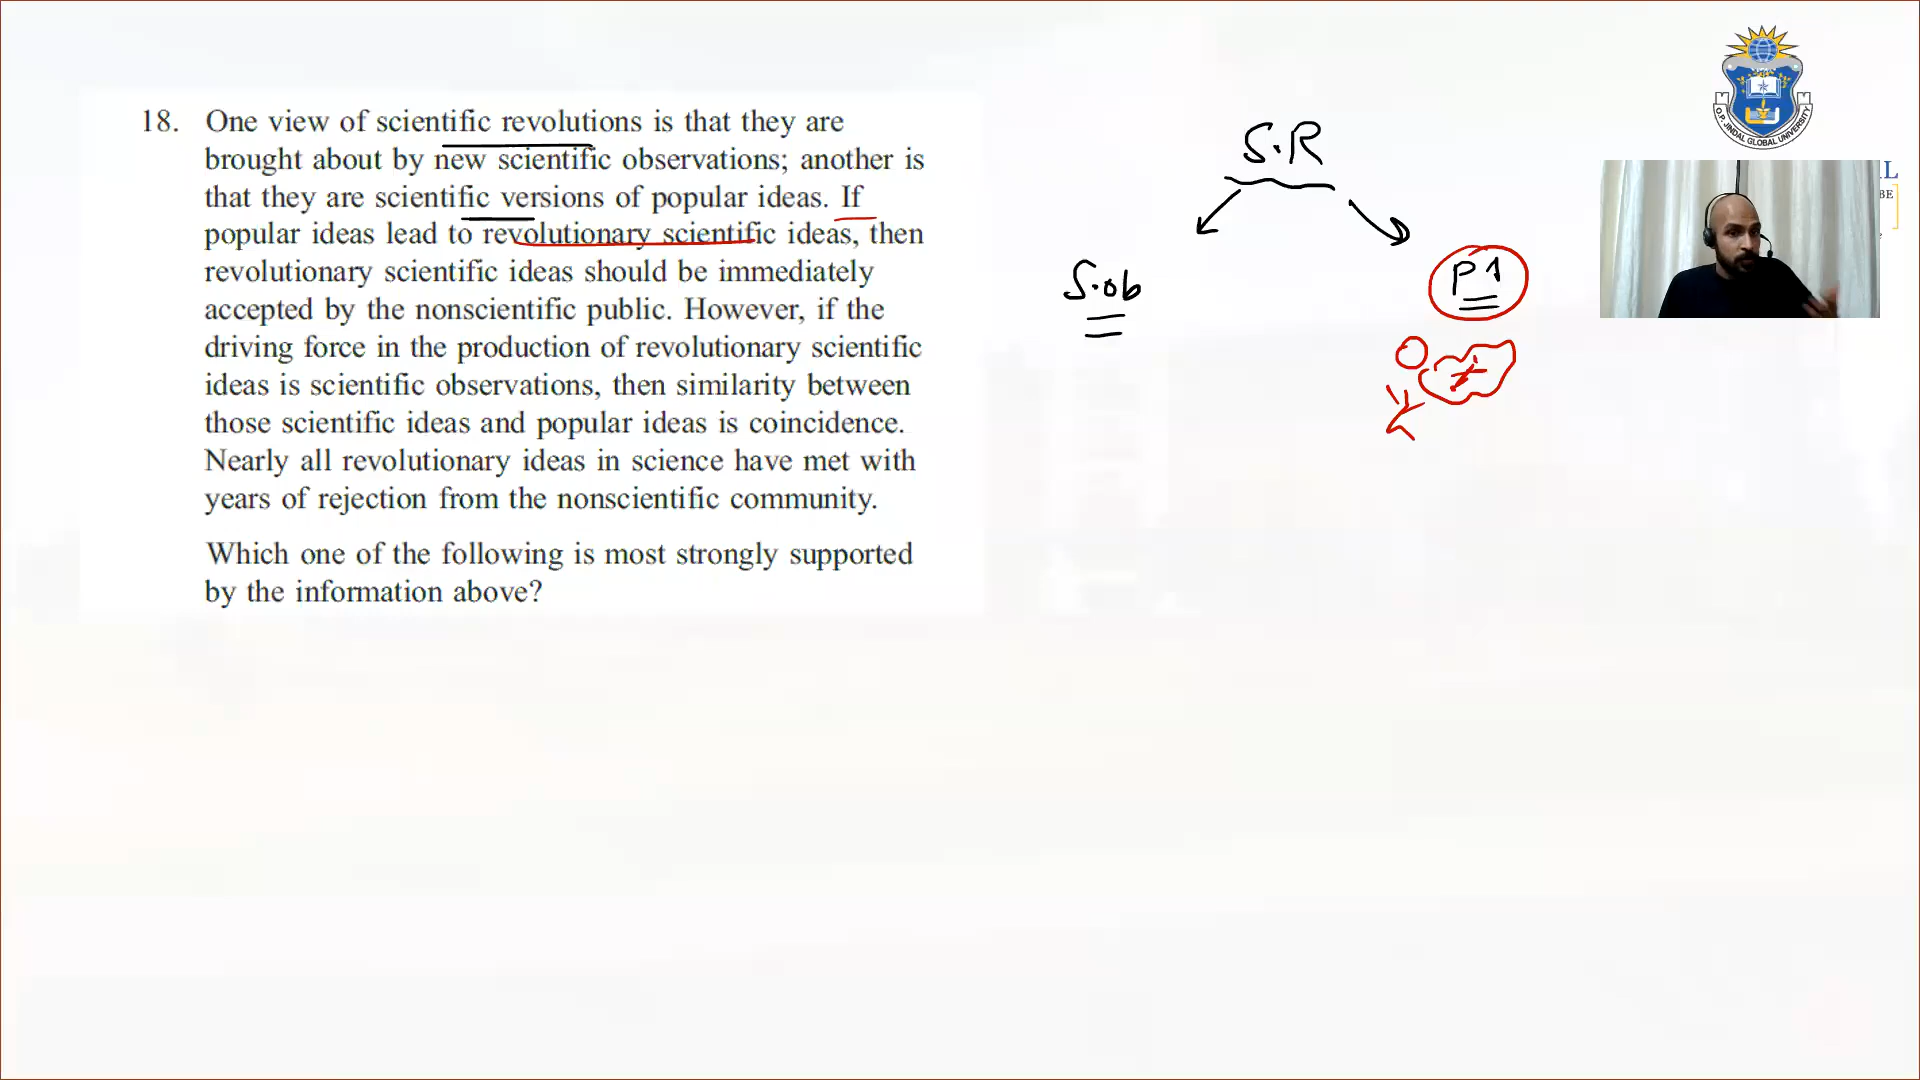 18. One view of scientific revolutions is that they are
brought about by new scientific observations; another is
that they are scientific versions of popular ideas. If
popular ideas lead to revolutionary scientific ideas, then
revolutionary scientific ideas should be immediately
accepted by the nonscientific public. However, if the
driving force in the production of revolutionary scientific
ideas is scientific observations, then similarity between
those scientific ideas and popular ideas is coincidence.
Nearly all revolutionary ideas in science have met with
years of rejection from the nonscientific community.
Which one of the following is most strongly supported
by the information above?
S.R
S.ob
O.P. JINDAL GLOBAL UNIVERSITY
L
BE